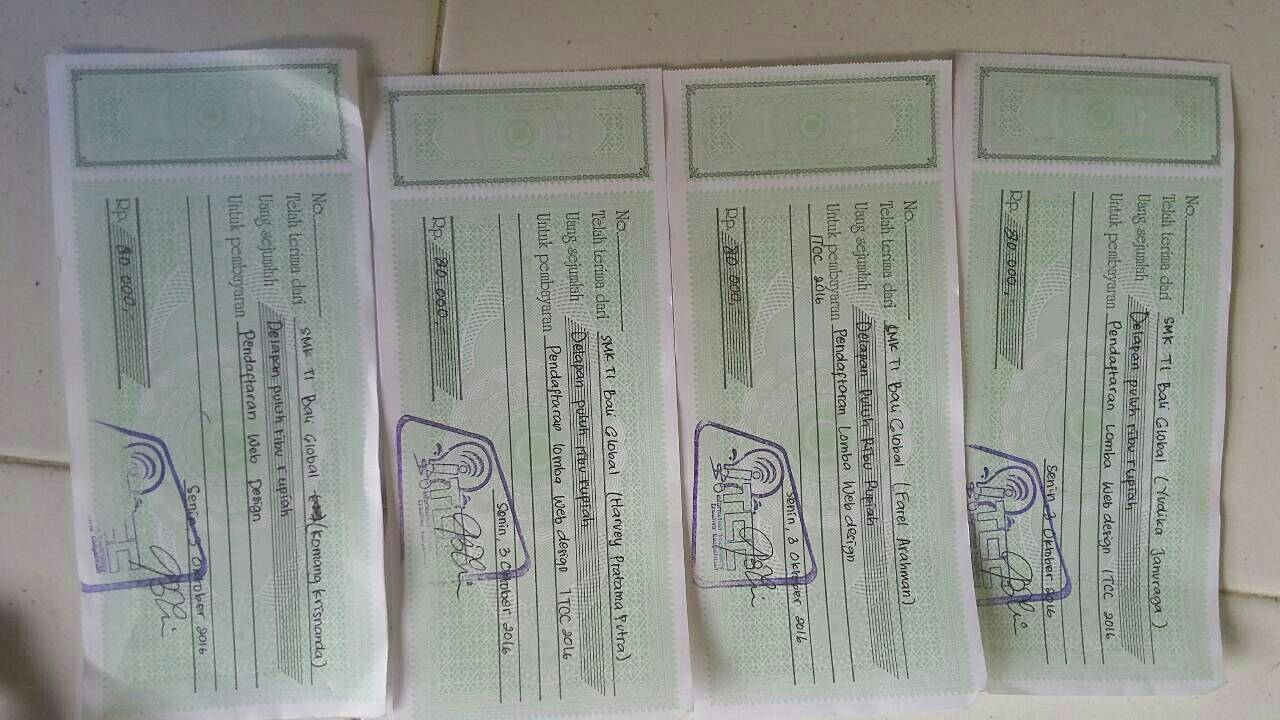 No.
Telah terima dari SMK TI Bali Global (Komang Krisnanda)
Uang sejumlah Delapan puluh ribu rupiah
Untuk pembayaran Pendaftaran Web Design
Senin 3 Oktober 2016
Rp. 80.000,
No.
Telah terima dari SMK TI Bali Global (Harvey Pratama Putra)
Uang sejumlah Delapan puluh ribu rupiah
Untuk pembayaran Pendaftaran lomba Web design ITCC 2016
Senin, 3 Oktober 2016
Rp. 80.000,
No.
Telah terima dari SMK TI Bali Global (Farel Arahman)
Uang sejumlah Delapan Puluh Ribu Rupiah
Untuk pembayaran Pendaftaran Lomba Web design
ITCC 2016
Senin, 3 Oktober 2016
Rp. 80.000,
No.
Telah terima dari SMK TI Bali Global (Yudika Januraga)
Uang sejumlah Delapan puluh ribu rupiah
Untuk pembayaran Pendaftaran Lomba Web design ITCC 2016
Senin 3 Oktober 2016
Rp. 80.000,